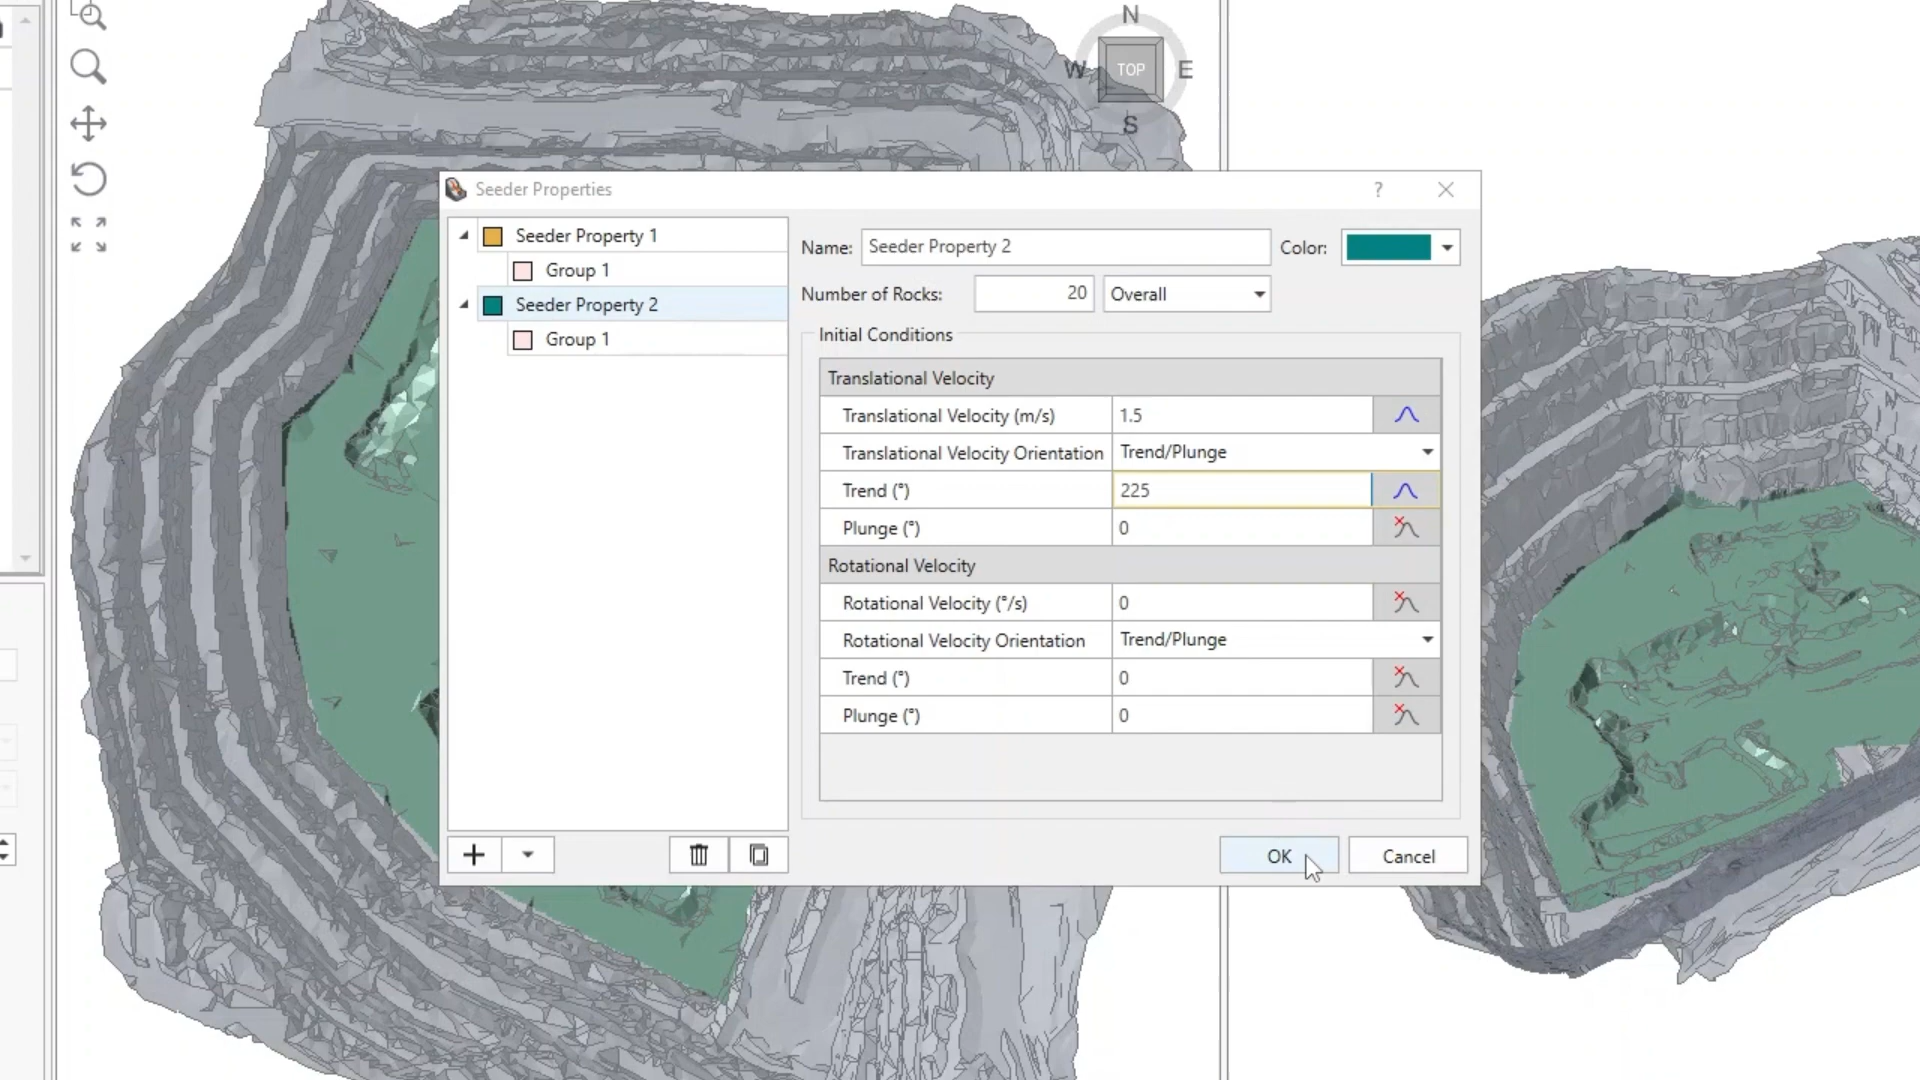 N
W TOP E
S
Seeder Properties ?
Seeder Property 1
Group 1
Seeder Property 2
Group 1
Name: Seeder Property 2 Color:
Number of Rocks: 20 Overall
Initial Conditions
Translational Velocity
Translational Velocity (m/s) 1.5
Translational Velocity Orientation Trend/Plunge
Trend (°) 225
Plunge (°) 0
Rotational Velocity
Rotational Velocity (°/s) 0
Rotational Velocity Orientation Trend/Plunge
Trend (°) 0
Plunge (°) 0
OK Cancel